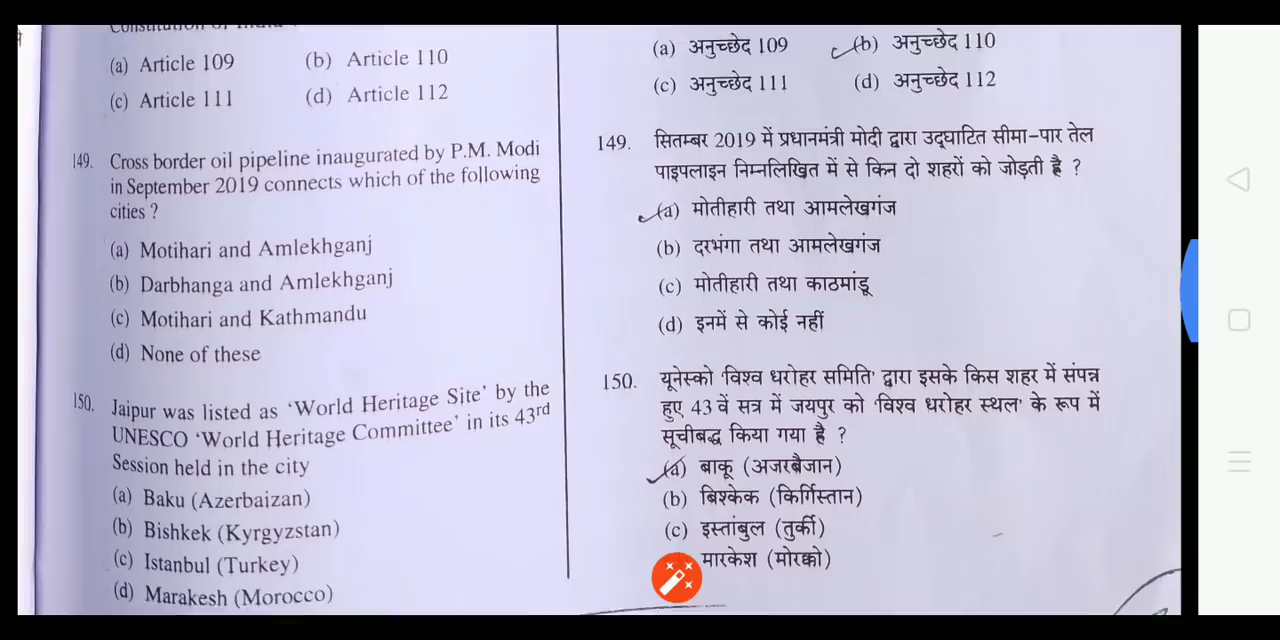 Constitution of India
(a) Article 109 (b) Article 110
(c) Article 111 (d) Article 112
149. Cross border oil pipeline inaugurated by P.M. Modi
in September 2019 connects which of the following
cities ?
(a) Motihari and Amlekhganj
(b) Darbhanga and Amlekhganj
(c) Motihari and Kathmandu
(d) None of these
150. Jaipur was listed as ‘World Heritage Site’ by the
UNESCO ‘World Heritage Committee’ in its 43rd
Session held in the city
(a) Baku (Azerbaizan)
(b) Bishkek (Kyrgyzstan)
(c) Istanbul (Turkey)
(d) Marakesh (Morocco)
(a) अनुच्छेद 109 (b) अनुच्छेद 110
(c) अनुच्छेद 111 (d) अनुच्छेद 112
149. सितम्बर 2019 में प्रधानमंत्री मोदी द्वारा उद्घाटित सीमा-पार तेल
पाइपलाइन निम्नलिखित में से किन दो शहरों को जोड़ती है ?
(a) मोतीहारी तथा आमलेखगंज
(b) दरभंगा तथा आमलेखगंज
(c) मोतीहारी तथा काठमांडू
(d) इनमें से कोई नहीं
150. यूनेस्को ‘विश्व धरोहर समिति’ द्वारा इसके किस शहर में संपन्न
हुए 43 वें सत्र में जयपुर को ‘विश्व धरोहर स्थल’ के रूप में
सूचीबद्ध किया गया है ?
(a) बाकू (अजरबैजान)
(b) बिश्केक (किर्गिस्तान)
(c) इस्तांबुल (तुर्की)
मारकेश (मोरक्को)